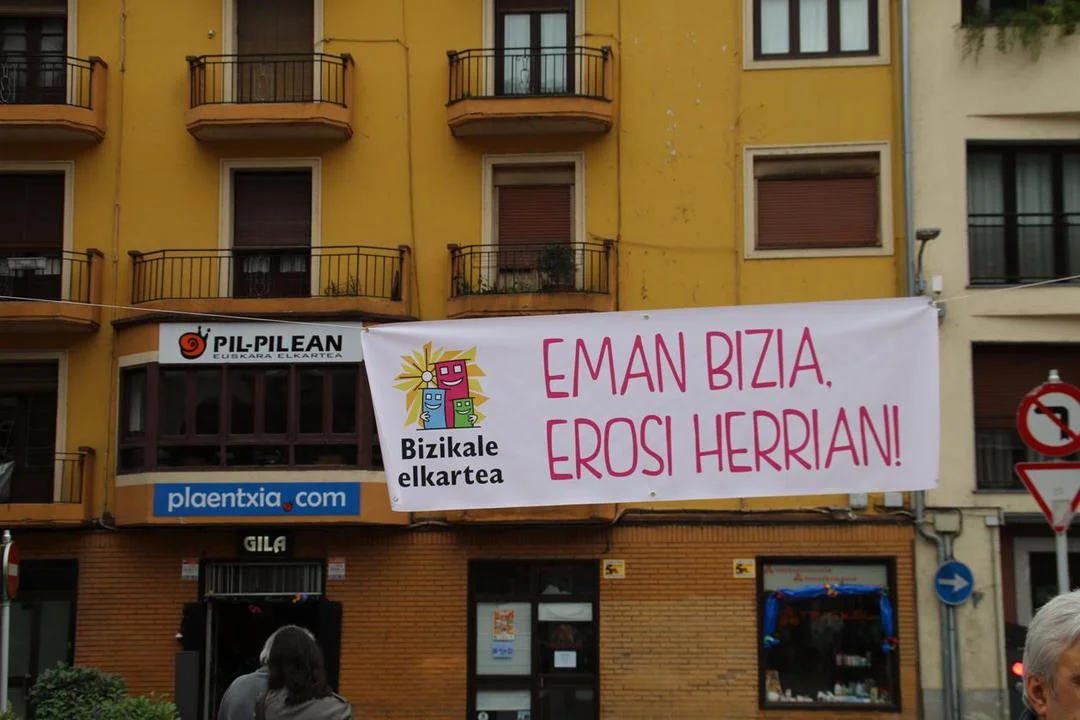 PIL-PILEAN
EUSKARA ELKARTEA
EMAN BIZIA,
EROSI HERRIAN!
Bizikale
elkartea
plaentxia.com
GILA